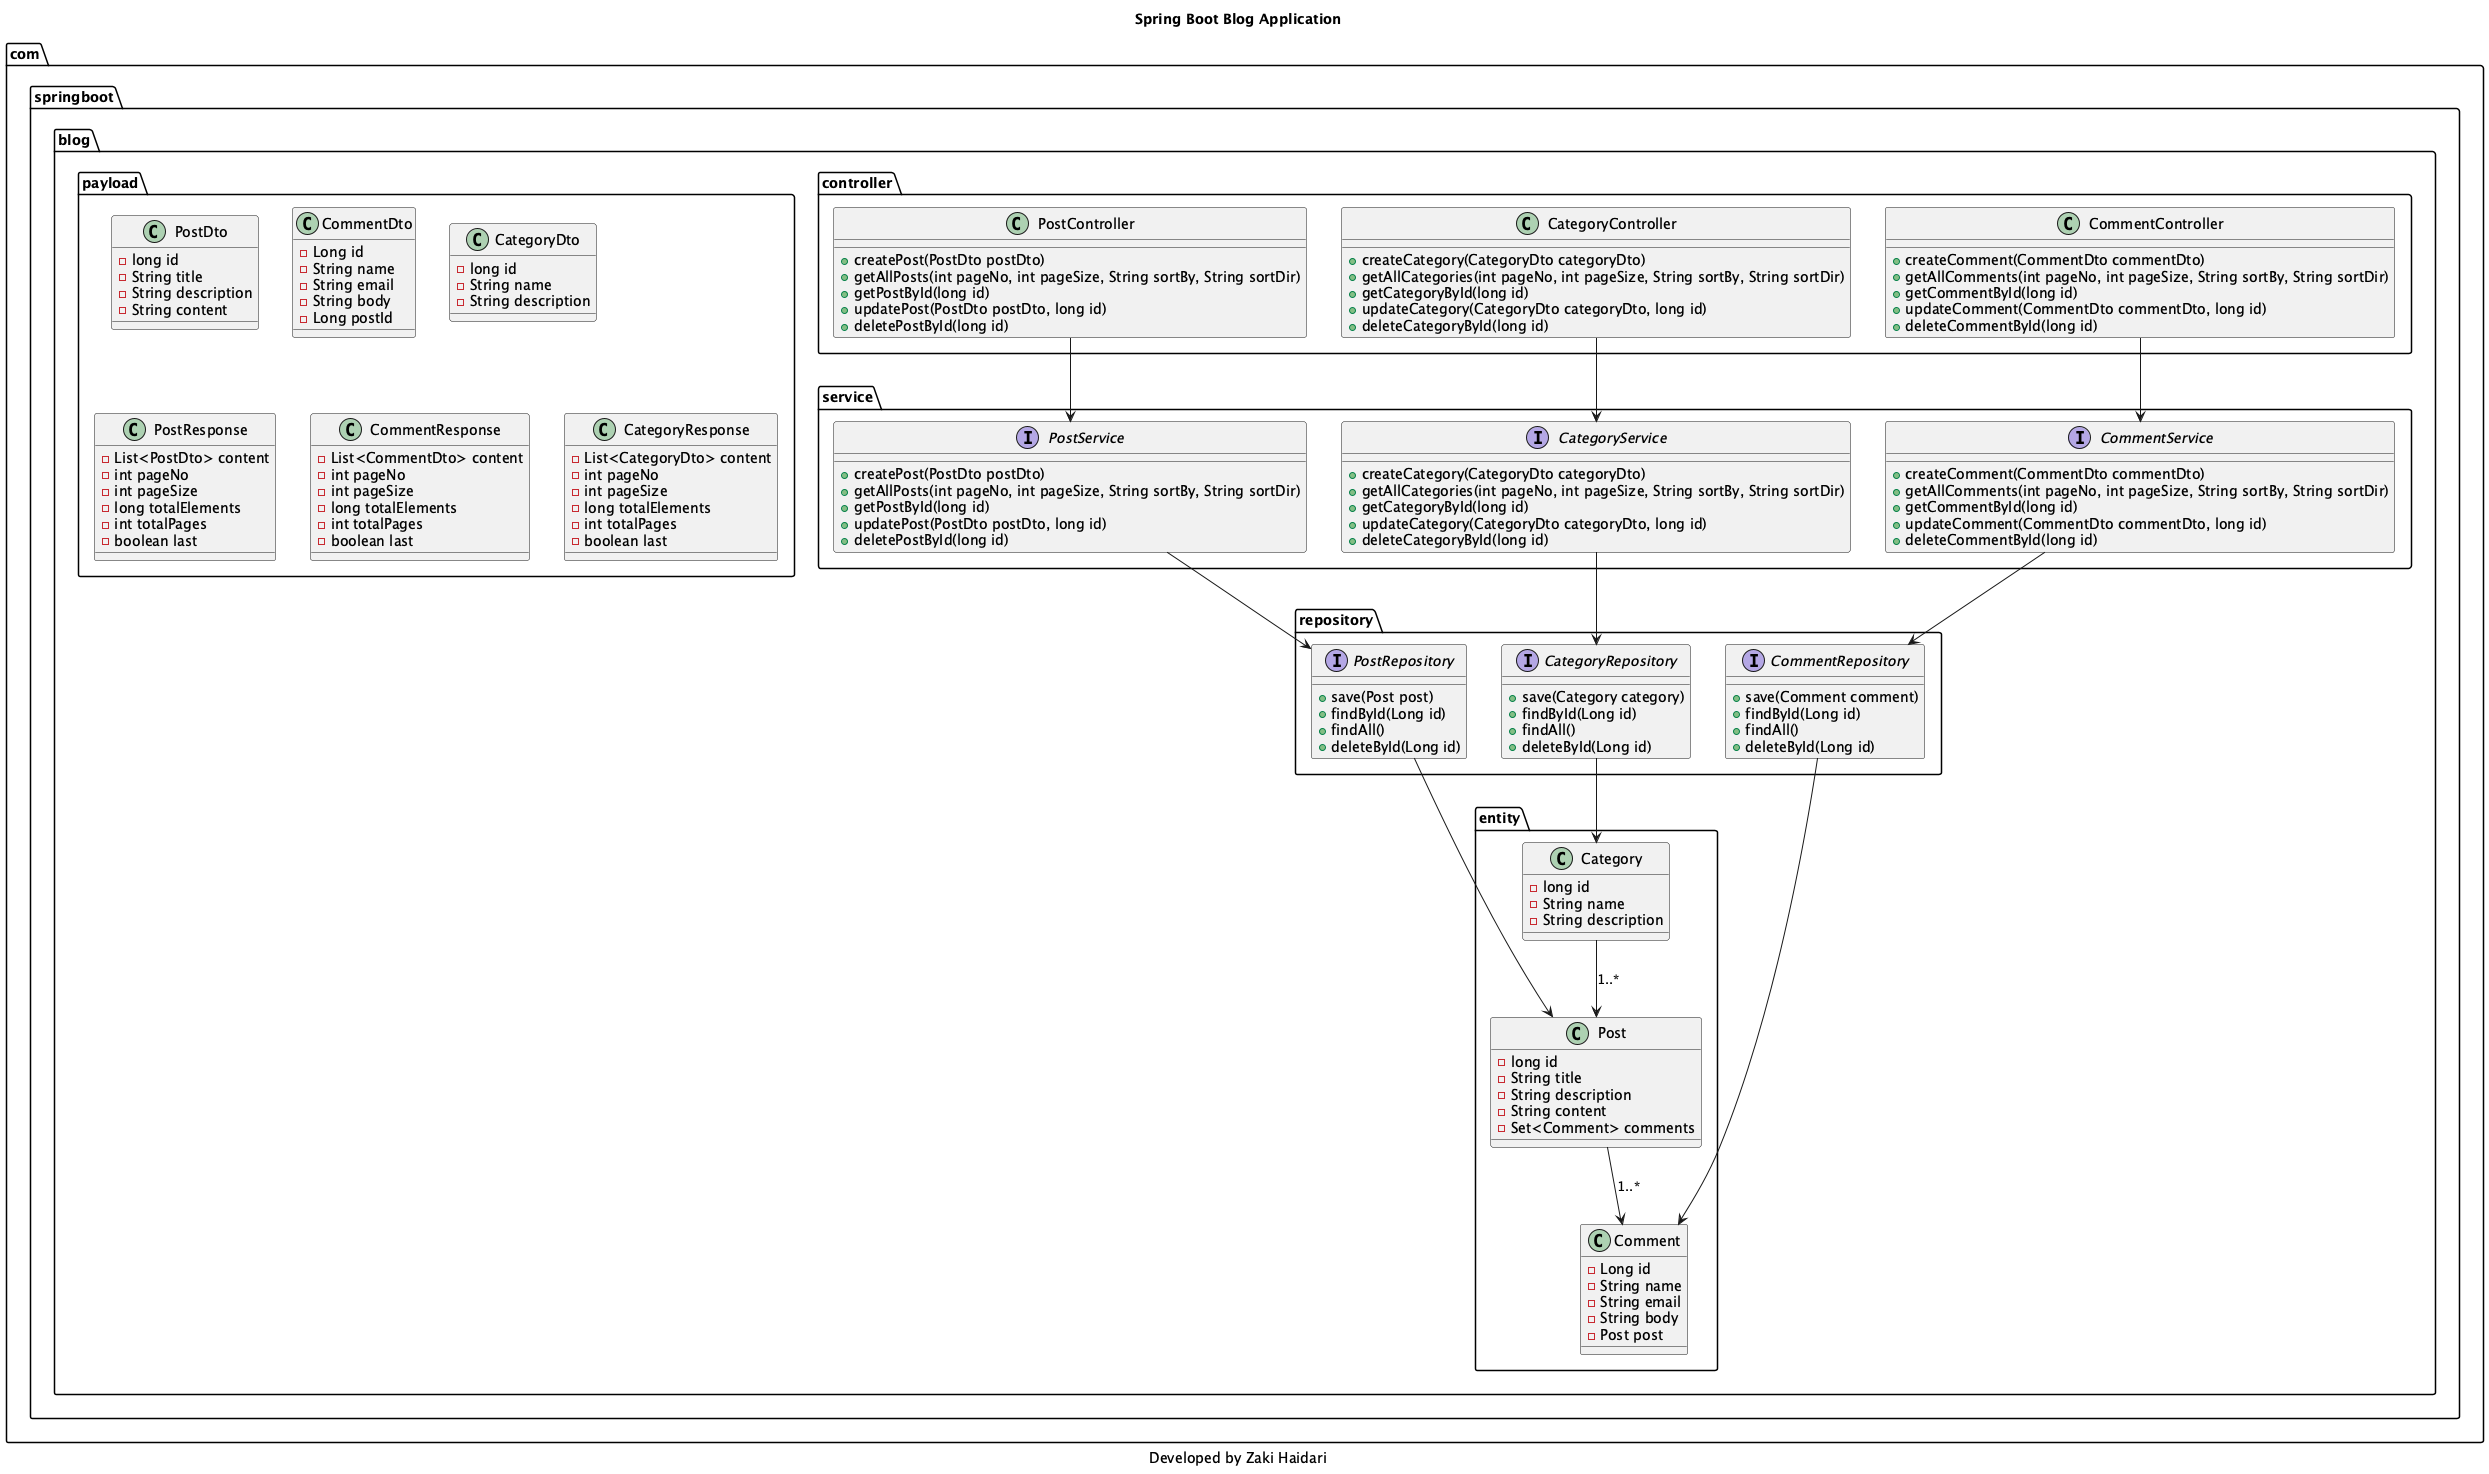 Spring Boot Blog Application
com
springboot
blog
payload
C PostDto
long id
String title
String description
String content
C CommentDto
Long id
String name
String email
String body
Long postId
C CategoryDto
long id
String name
String description
C PostResponse
List<PostDto> content
int pageNo
int pageSize
long totalElements
int totalPages
boolean last
C CommentResponse
List<CommentDto> content
int pageNo
int pageSize
long totalElements
int totalPages
boolean last
C CategoryResponse
List<CategoryDto> content
int pageNo
int pageSize
long totalElements
int totalPages
boolean last
controller
C PostController
createPost(PostDto postDto)
getAllPosts(int pageNo, int pageSize, String sortBy, String sortDir)
getPostById(long id)
updatePost(PostDto postDto, long id)
deletePostById(long id)
C CategoryController
createCategory(CategoryDto categoryDto)
getAllCategories(int pageNo, int pageSize, String sortBy, String sortDir)
getCategoryById(long id)
updateCategory(CategoryDto categoryDto, long id)
deleteCategoryById(long id)
C CommentController
createComment(CommentDto commentDto)
getAllComments(int pageNo, int pageSize, String sortBy, String sortDir)
getCommentById(long id)
updateComment(CommentDto commentDto, long id)
deleteCommentById(long id)
service
I PostService
createPost(PostDto postDto)
getAllPosts(int pageNo, int pageSize, String sortBy, String sortDir)
getPostById(long id)
updatePost(PostDto postDto, long id)
deletePostById(long id)
I CategoryService
createCategory(CategoryDto categoryDto)
getAllCategories(int pageNo, int pageSize, String sortBy, String sortDir)
getCategoryById(long id)
updateCategory(CategoryDto categoryDto, long id)
deleteCategoryById(long id)
I CommentService
createComment(CommentDto commentDto)
getAllComments(int pageNo, int pageSize, String sortBy, String sortDir)
getCommentById(long id)
updateComment(CommentDto commentDto, long id)
deleteCommentById(long id)
repository
I PostRepository
save(Post post)
findById(Long id)
findAll()
deleteById(Long id)
I CategoryRepository
save(Category category)
findById(Long id)
findAll()
deleteById(Long id)
I CommentRepository
save(Comment comment)
findById(Long id)
findAll()
deleteById(Long id)
entity
C Category
long id
String name
String description
1..*
C Post
long id
String title
String description
String content
Set<Comment> comments
1..*
C Comment
Long id
String name
String email
String body
Post post
Developed by Zaki Haidari